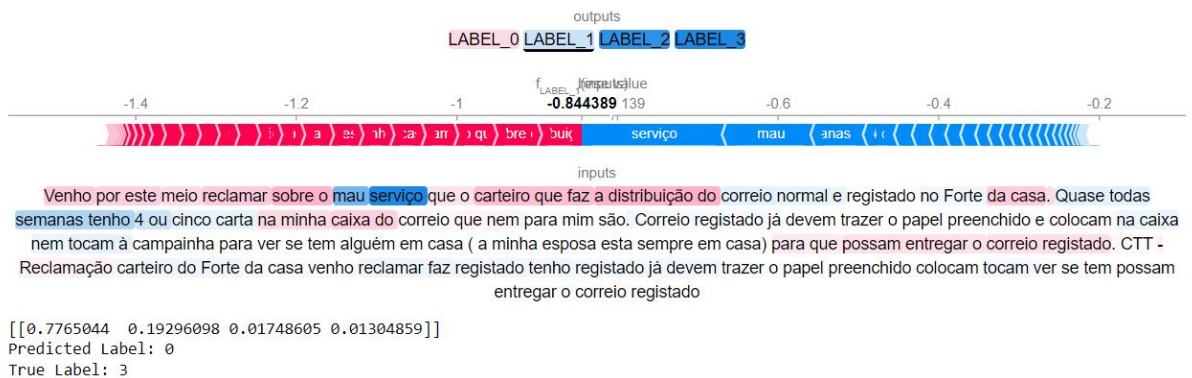 outputs
LABEL_0 LABEL_1 LABEL_2 LABEL_3
-1.4 -1.2 -1 -0.844389 139 -0.6 -0.4 -0.2
serviço mau anas
inputs
Venho por este meio reclamar sobre o mau serviço que o carteiro que faz a distribuição do correio normal e registado no Forte da casa. Quase todas
semanas tenho 4 ou cinco carta na minha caixa do correio que nem para mim são. Correio registado já devem trazer o papel preenchido e colocam na caixa
nem tocam à campainha para ver se tem alguém em casa ( a minha esposa esta sempre em casa) para que possam entregar o correio registado. CTT -
Reclamação carteiro do Forte da casa venho reclamar faz registado tenho registado já devem trazer o papel preenchido colocam tocam ver se tem possam
entregar o correio registado
[[0.7765044 0.19296098 0.01748605 0.01304859]]
Predicted Label: 0
True Label: 3